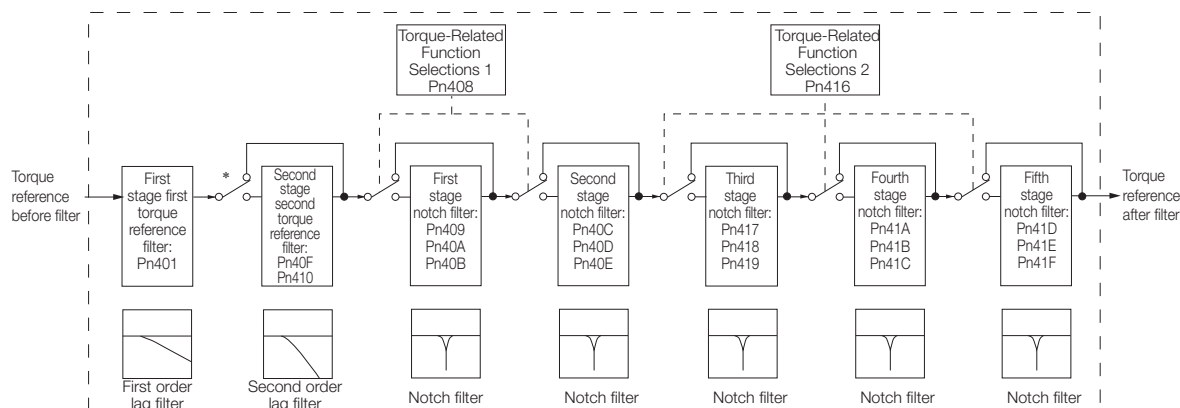 Torque-Related
Function
Selections 1
Pn408
Torque-Related
Function
Selections 2
Pn416
Torque
reference
before filter
First
stage first
torque
reference
filter:
Pn401
*
Second
stage
second
torque
reference
filter:
Pn40F
Pn410
First
stage
notch filter:
Pn409
Pn40A
Pn40B
Second
stage
notch filter:
Pn40C
Pn40D
Pn40E
Third
stage
notch filter:
Pn417
Pn418
Pn419
Fourth
stage
notch filter:
Pn41A
Pn41B
Pn41C
Fifth
stage
notch filter:
Pn41D
Pn41E
Pn41F
Torque
reference
after filter
First order
lag filter
Second order
lag filter
Notch filter
Notch filter
Notch filter
Notch filter
Notch filter